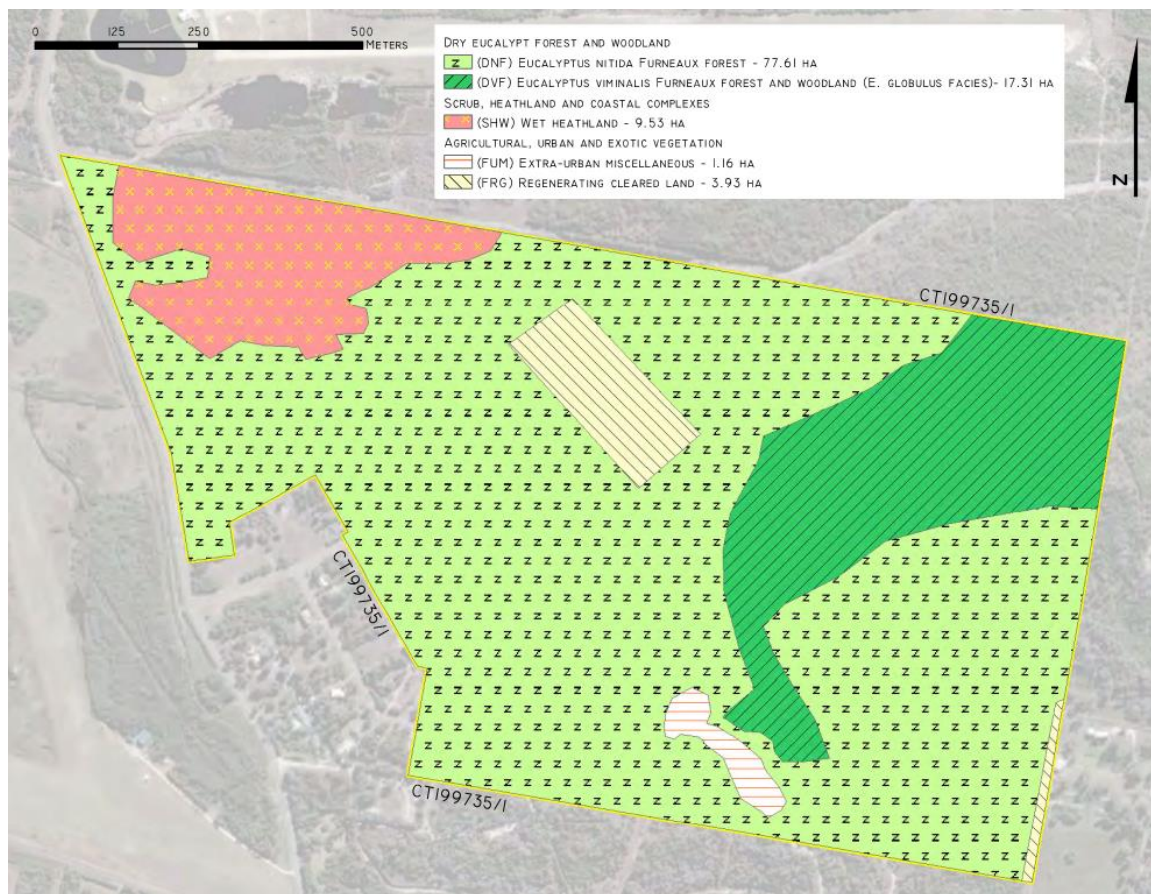 0 125 250 500
METERS
DRY EUCALYPT FOREST AND WOODLAND
(DNF) EUCALYPTUS NITIDA FURNEAUX FOREST - 77.61 HA
(DVF) EUCALYPTUS VIMINALIS FURNEAUX FOREST AND WOODLAND (E. GLOBULUS FACIES)- 17.31 HA
SCRUB, HEATHLAND AND COASTAL COMPLEXES
(SHW) WET HEATHLAND - 9.53 HA
AGRICULTURAL, URBAN AND EXOTIC VEGETATION
(FUM) EXTRA-URBAN MISCELLANEOUS - 1.16 HA
(FRG) REGENERATING CLEARED LAND - 3.93 HA
N
CT199735/1
CT199735/1
CT199735/1